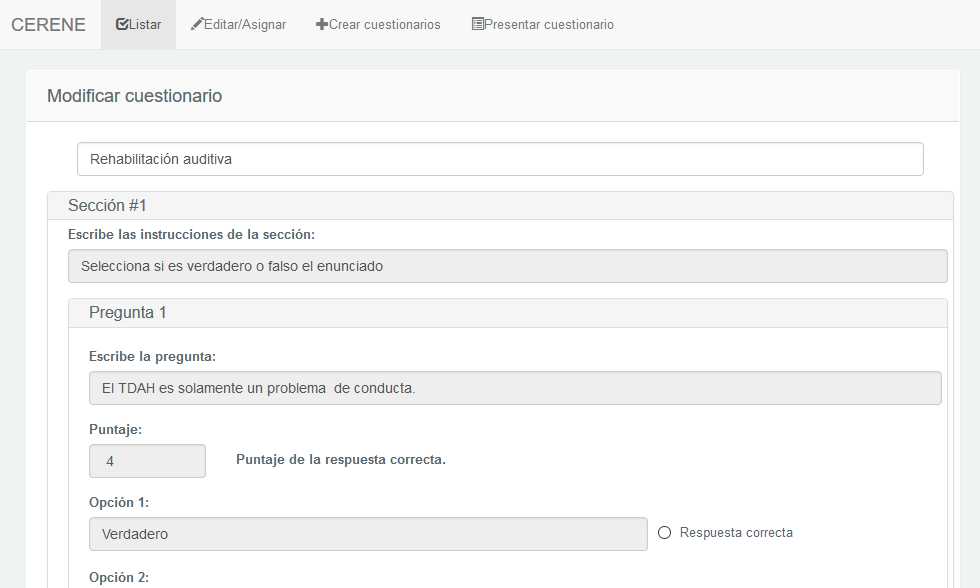 CERENE Listar Editar/Asignar Crear cuestionarios Presentar cuestionario
Modificar cuestionario
Rehabilitación auditiva
Sección #1
Escribe las instrucciones de la sección:
Selecciona si es verdadero o falso el enunciado
Pregunta 1
Escribe la pregunta:
El TDAH es solamente un problema  de conducta.
Puntaje:
4 Puntaje de la respuesta correcta.
Opción 1:
Verdadero Respuesta correcta
Opción 2: